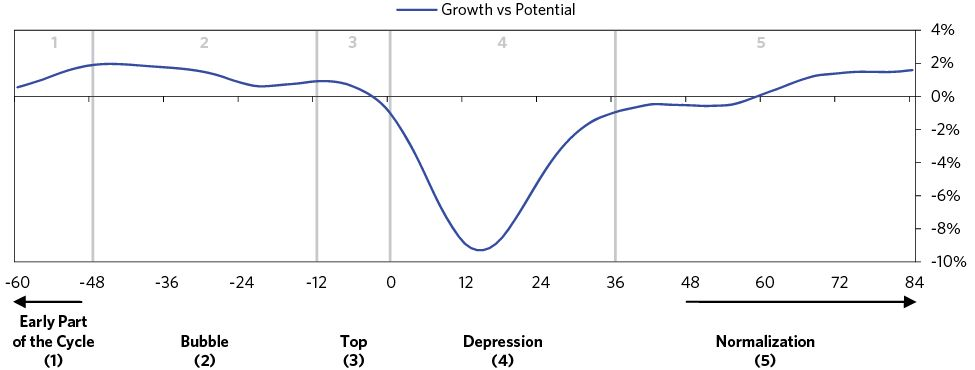 Growth vs Potential
1 2 3 4 5
4%
2%
0%
-2%
-4%
-6%
-8%
-10%
-60 -48 -36 -24 -12 0 12 24 36 48 60 72 84
Early Part
of the Cycle
(1)
Bubble
(2)
Top
(3)
Depression
(4)
Normalization
(5)